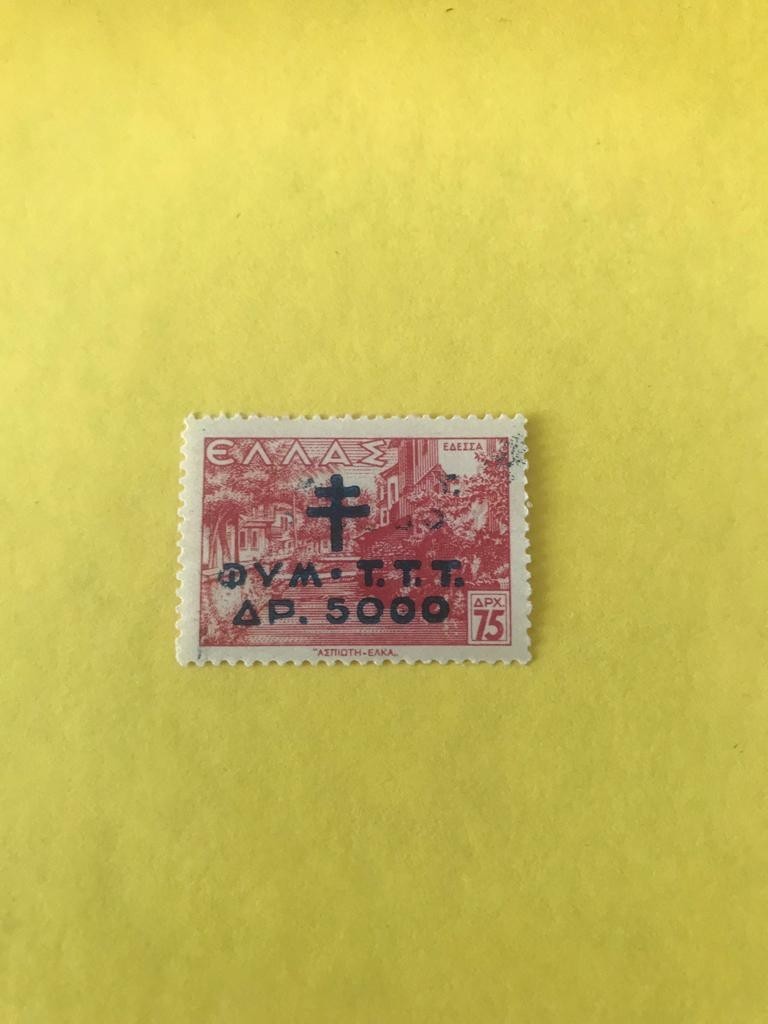 ΕΛΛΑΣ
ΕΔΕΣΣΑ
ΦΥΜ·Τ.Τ.Τ.
ΔΡ. 5000
ΔΡΧ.
75
"ΑΣΠΙΩΤΗ-ΕΛΚΑ„